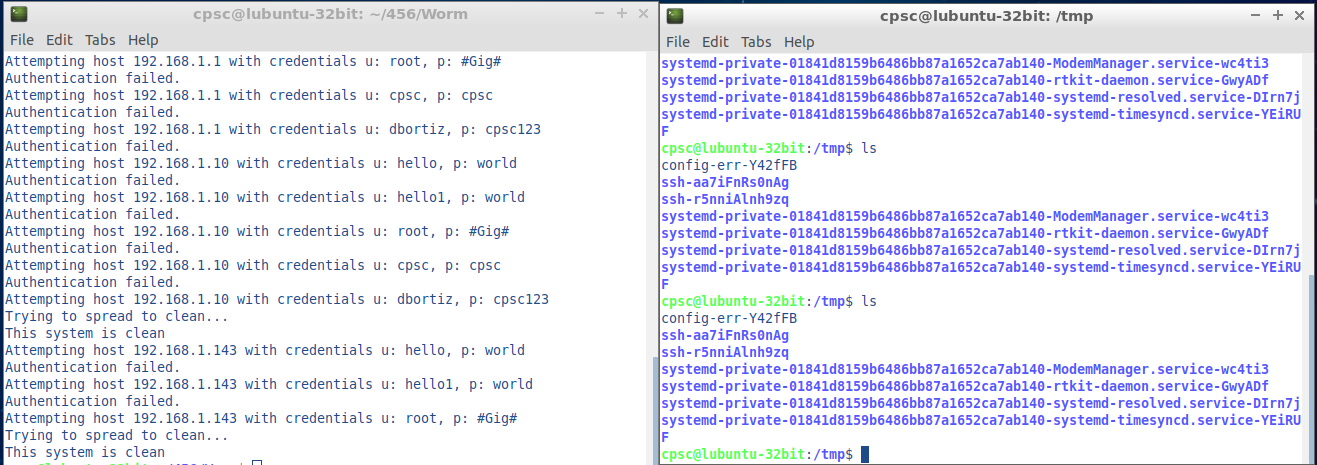 cpsc@lubuntu-32bit: ~/456/Worm
File Edit Tabs Help
Attempting host 192.168.1.1 with credentials u: root, p: #Gig#
Authentication failed.
Attempting host 192.168.1.1 with credentials u: cpsc, p: cpsc
Authentication failed.
Attempting host 192.168.1.1 with credentials u: dbortiz, p: cpsc123
Authentication failed.
Attempting host 192.168.1.10 with credentials u: hello, p: world
Authentication failed.
Attempting host 192.168.1.10 with credentials u: hello1, p: world
Authentication failed.
Attempting host 192.168.1.10 with credentials u: root, p: #Gig#
Authentication failed.
Attempting host 192.168.1.10 with credentials u: cpsc, p: cpsc
Authentication failed.
Attempting host 192.168.1.10 with credentials u: dbortiz, p: cpsc123
Trying to spread to clean...
This system is clean
Attempting host 192.168.1.143 with credentials u: hello, p: world
Authentication failed.
Attempting host 192.168.1.143 with credentials u: hello1, p: world
Authentication failed.
Attempting host 192.168.1.143 with credentials u: root, p: #Gig#
Trying to spread to clean...
This system is clean
cpsc@lubuntu-32bit: /tmp
File Edit Tabs Help
systemd-private-01841d8159b6486bb87a1652ca7ab140-ModemManager.service-wc4ti3
systemd-private-01841d8159b6486bb87a1652ca7ab140-rtkit-daemon.service-GwyADf
systemd-private-01841d8159b6486bb87a1652ca7ab140-systemd-resolved.service-DIrn7j
systemd-private-01841d8159b6486bb87a1652ca7ab140-systemd-timesyncd.service-YEiRU
F
cpsc@lubuntu-32bit:/tmp$ ls
config-err-Y42fFB
ssh-aa7iFnRs0nAg
ssh-r5nniAlnh9zq
systemd-private-01841d8159b6486bb87a1652ca7ab140-ModemManager.service-wc4ti3
systemd-private-01841d8159b6486bb87a1652ca7ab140-rtkit-daemon.service-GwyADf
systemd-private-01841d8159b6486bb87a1652ca7ab140-systemd-resolved.service-DIrn7j
systemd-private-01841d8159b6486bb87a1652ca7ab140-systemd-timesyncd.service-YEiRU
F
cpsc@lubuntu-32bit:/tmp$ ls
config-err-Y42fFB
ssh-aa7iFnRs0nAg
ssh-r5nniAlnh9zq
systemd-private-01841d8159b6486bb87a1652ca7ab140-ModemManager.service-wc4ti3
systemd-private-01841d8159b6486bb87a1652ca7ab140-rtkit-daemon.service-GwyADf
systemd-private-01841d8159b6486bb87a1652ca7ab140-systemd-resolved.service-DIrn7j
systemd-private-01841d8159b6486bb87a1652ca7ab140-systemd-timesyncd.service-YEiRU
F
cpsc@lubuntu-32bit:/tmp$